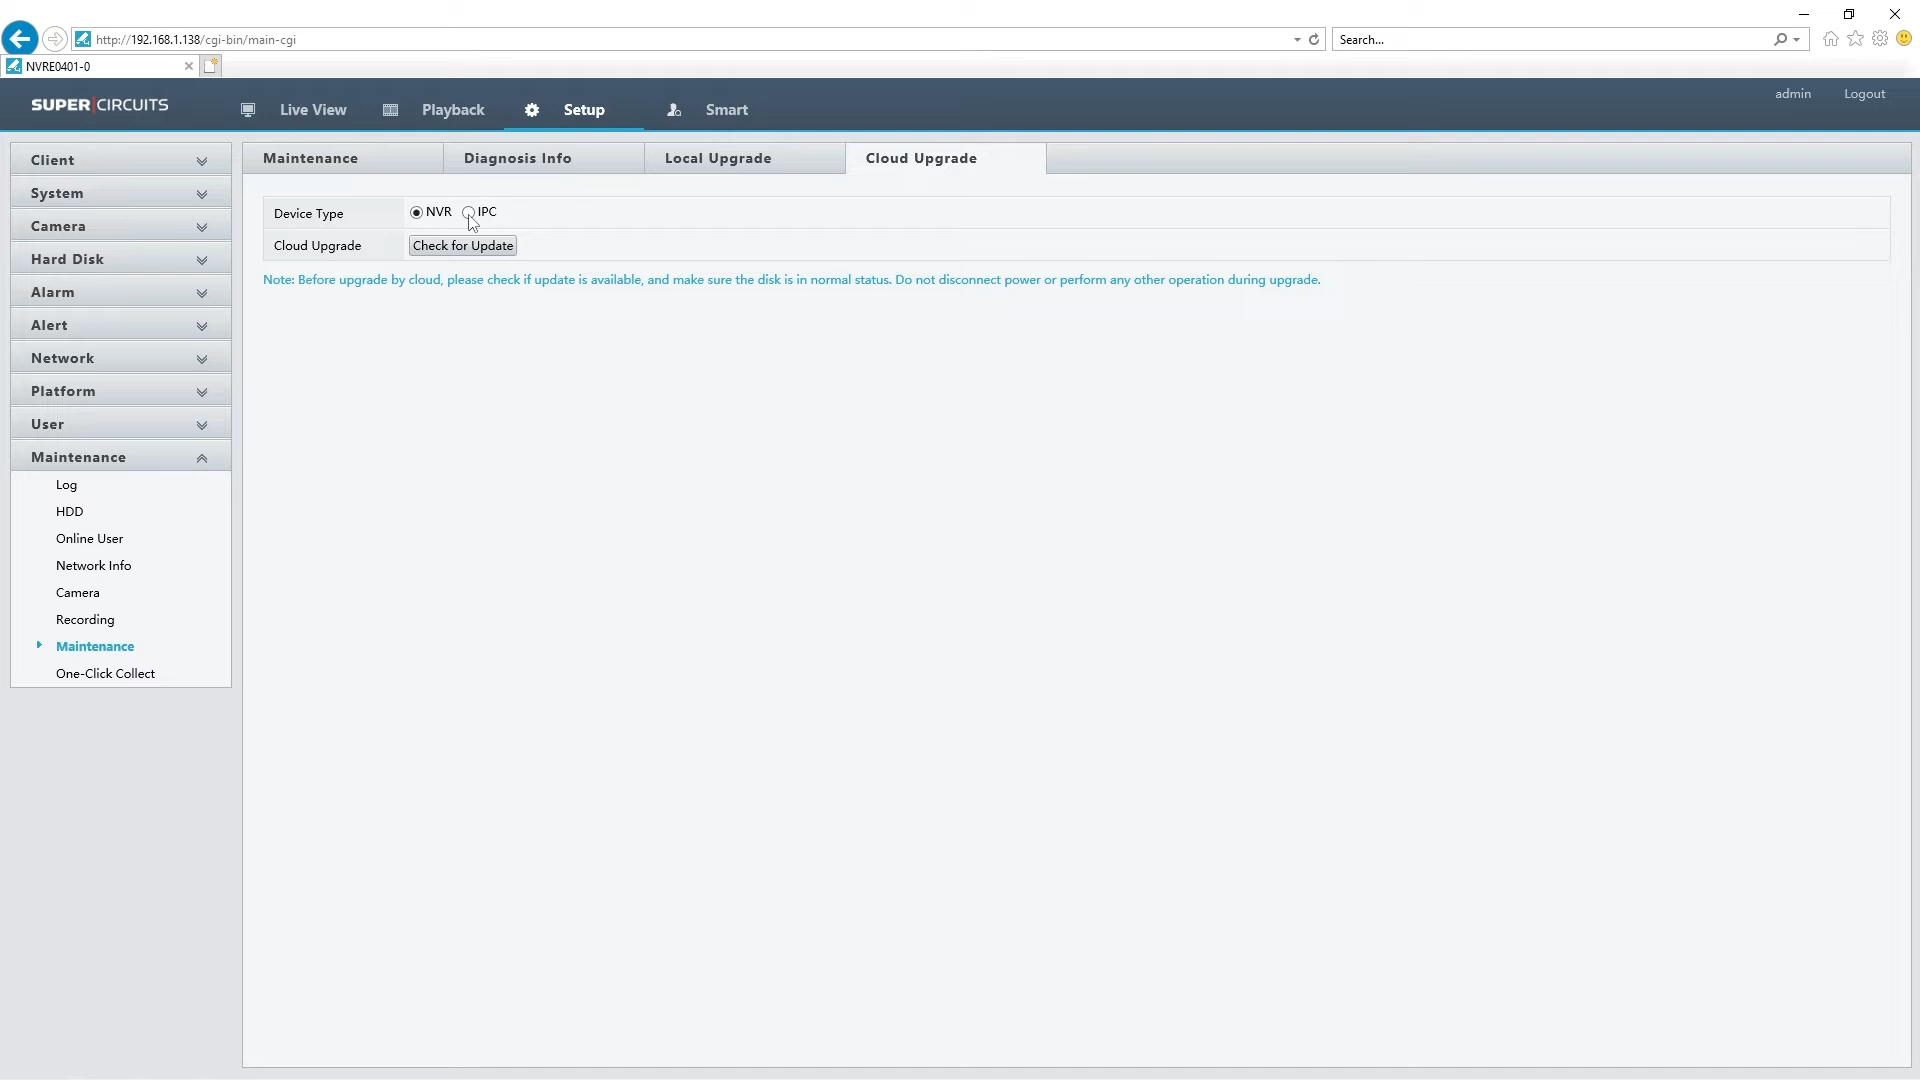 http://192.168.1.138/cgi-bin/main-cgi
Search...
NVRE0401-0
SUPER|CIRCUITS
Live View
Playback
Setup
Smart
admin
Logout
Client
System
Camera
Hard Disk
Alarm
Alert
Network
Platform
User
Maintenance
Log
HDD
Online User
Network Info
Camera
Recording
Maintenance
One-Click Collect
Maintenance
Diagnosis Info
Local Upgrade
Cloud Upgrade
Device Type
NVR
IPC
Cloud Upgrade
Check for Update
Note: Before upgrade by cloud, please check if update is available, and make sure the disk is in normal status. Do not disconnect power or perform any other operation during upgrade.